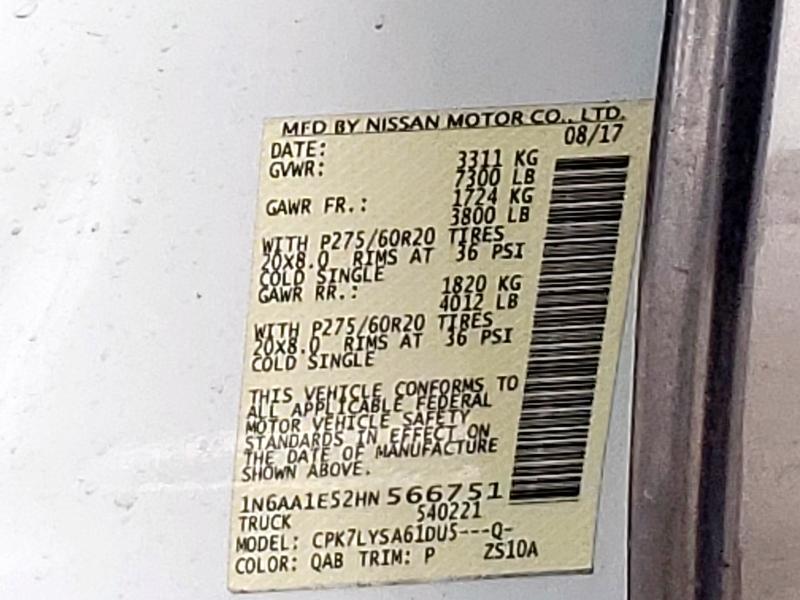 MFD BY NISSAN MOTOR CO., LTD.
DATE: 08/17
GVWR: 3311 KG
7300 LB
GAWR FR.: 1724 KG
3800 LB
WITH P275/60R20 TIRES
20x8.0 RIMS AT 36 PSI
COLD SINGLE
GAWR RR.: 1820 KG
4012 LB
WITH P275/60R20 TIRES
20x8.0 RIMS AT 36 PSI
COLD SINGLE
THIS VEHICLE CONFORMS TO
ALL APPLICABLE FEDERAL
MOTOR VEHICLE SAFETY
STANDARDS IN EFFECT ON
THE DATE OF MANUFACTURE
SHOWN ABOVE.
1N6AA1E52HN 566751
TRUCK 540221
MODEL: CPK7LYSA61DU5---Q-
COLOR: QAB TRIM: P ZS10A